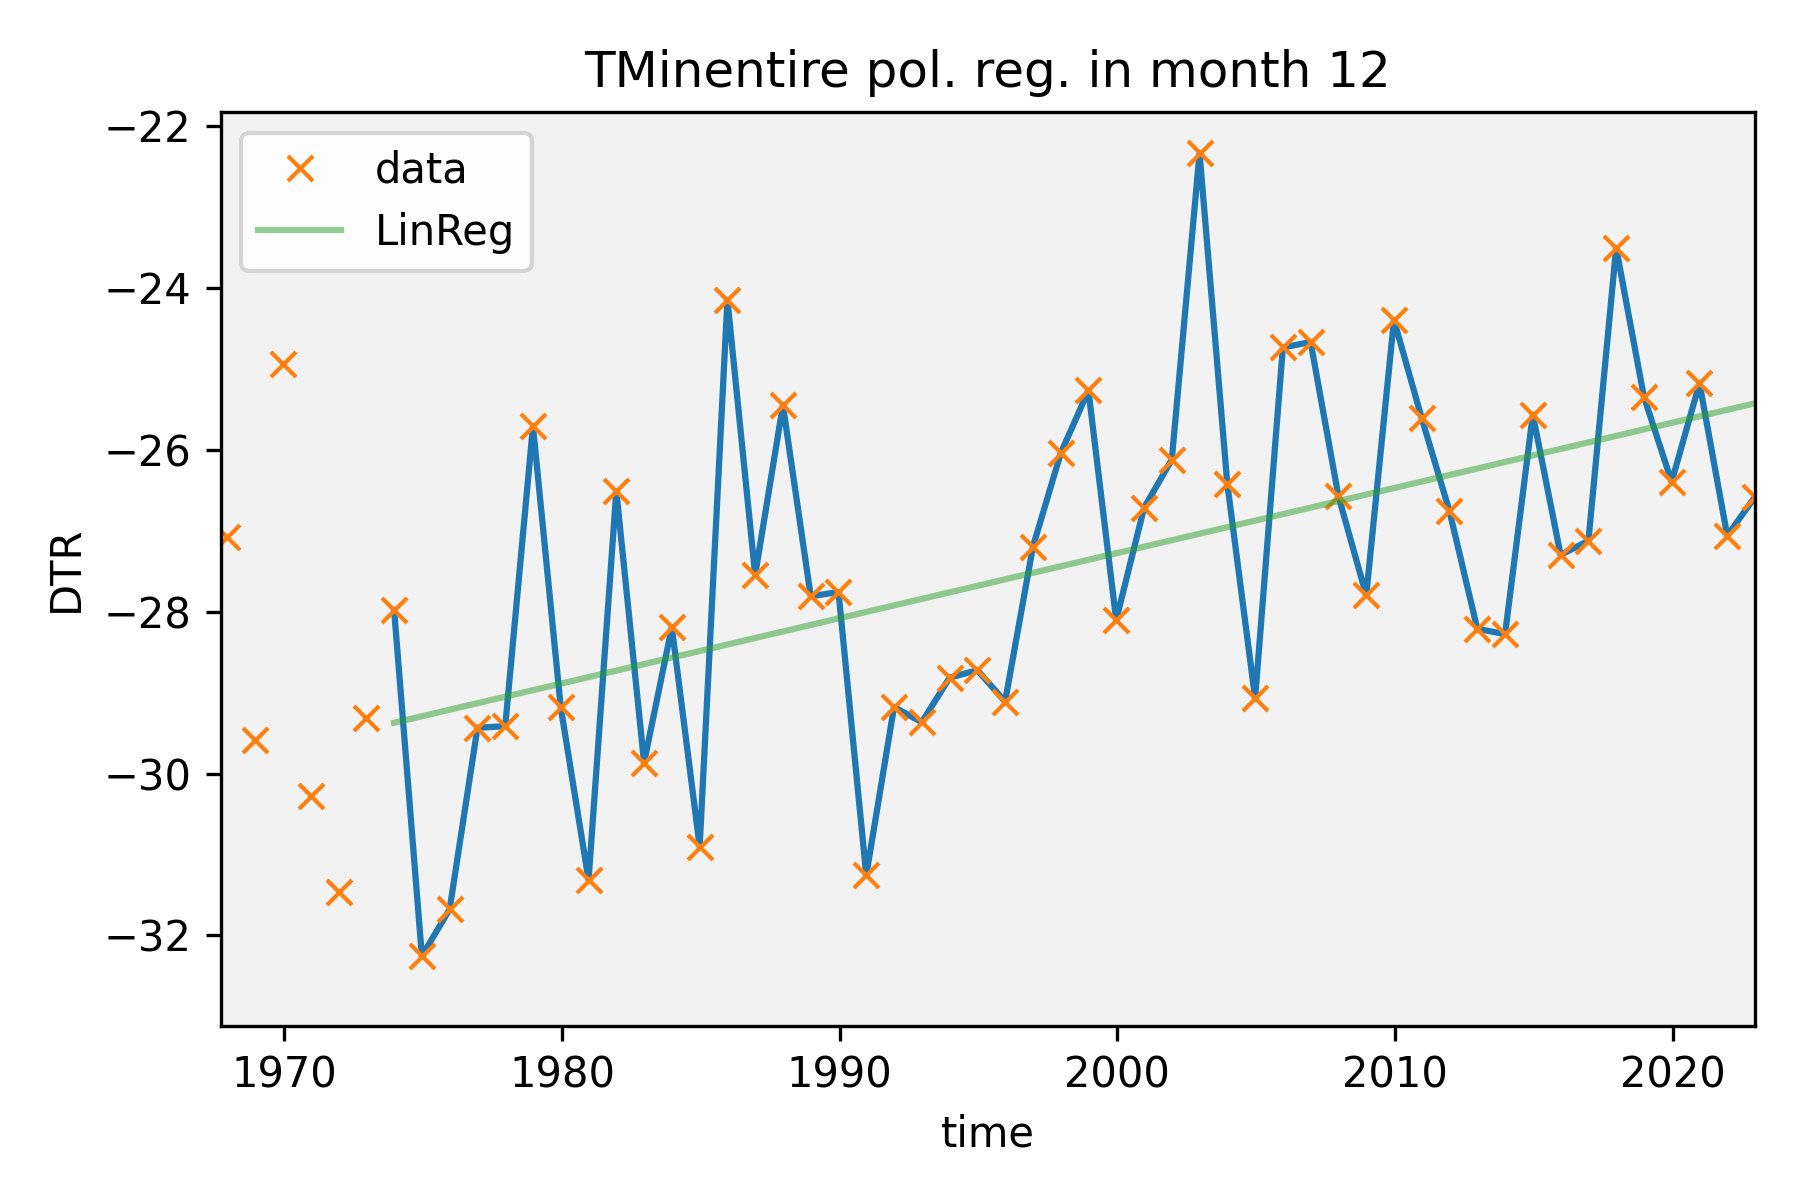 TMinentire pol. reg. in month 12
data
LinReg
DTR
−22
−24
−26
−28
−30
−32
1970 1980 1990 2000 2010 2020
time